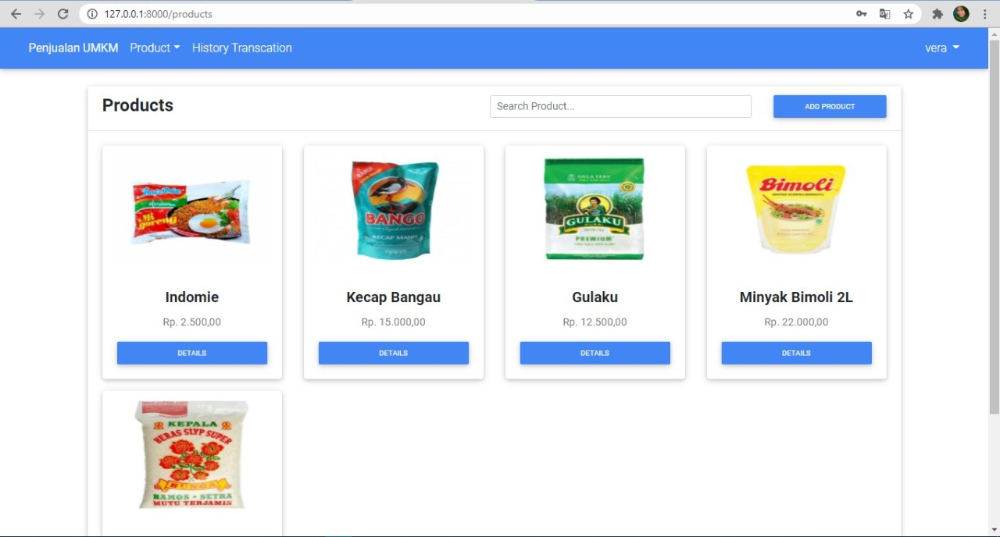 127.0.0.1:8000/products
Penjualan UMKM Product History Transcation vera
Products Search Product... ADD PRODUCT
Indomie
Mi
goreng
BANGO
KECAP MANIS
GULA TEBU
GULAKU
PREMIUM
Bimoli
Indomie Kecap Bangau Gulaku Minyak Bimoli 2L
Rp. 2.500,00 Rp. 15.000,00 Rp. 12.500,00 Rp. 22.000,00
DETAILS DETAILS DETAILS DETAILS
KEPALA
BERAS SLYP SUPER
BUNGA
RAMOS - SETRA
MUTU TERJAMIN